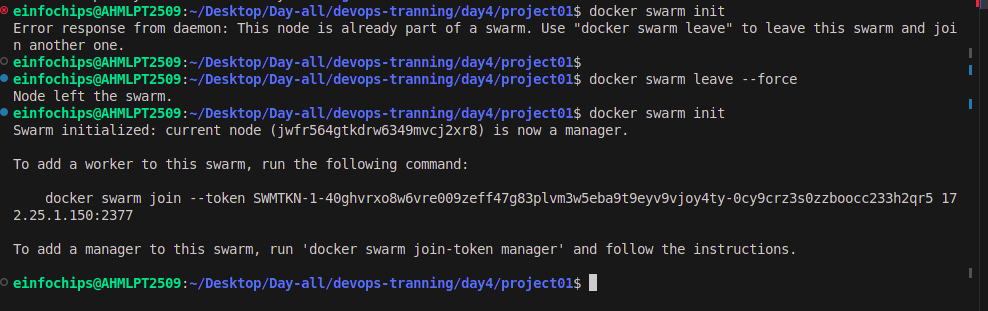 einfochips@AHMLPT2509:~/Desktop/Day-all/devops-tranning/day4/project01$ docker swarm init
Error response from daemon: This node is already part of a swarm. Use "docker swarm leave" to leave this swarm and joi
n another one.
einfochips@AHMLPT2509:~/Desktop/Day-all/devops-tranning/day4/project01$
einfochips@AHMLPT2509:~/Desktop/Day-all/devops-tranning/day4/project01$ docker swarm leave --force
Node left the swarm.
einfochips@AHMLPT2509:~/Desktop/Day-all/devops-tranning/day4/project01$ docker swarm init
Swarm initialized: current node (jwfr564gtkdrw6349mvcj2xr8) is now a manager.

To add a worker to this swarm, run the following command:

    docker swarm join --token SWMTKN-1-40ghvrxo8w6vre009zeff47g83plvm3w5eba9t9eyv9vjoy4ty-0cy9crz3s0zzboocc233h2qr5 17
2.25.1.150:2377

To add a manager to this swarm, run 'docker swarm join-token manager' and follow the instructions.

einfochips@AHMLPT2509:~/Desktop/Day-all/devops-tranning/day4/project01$